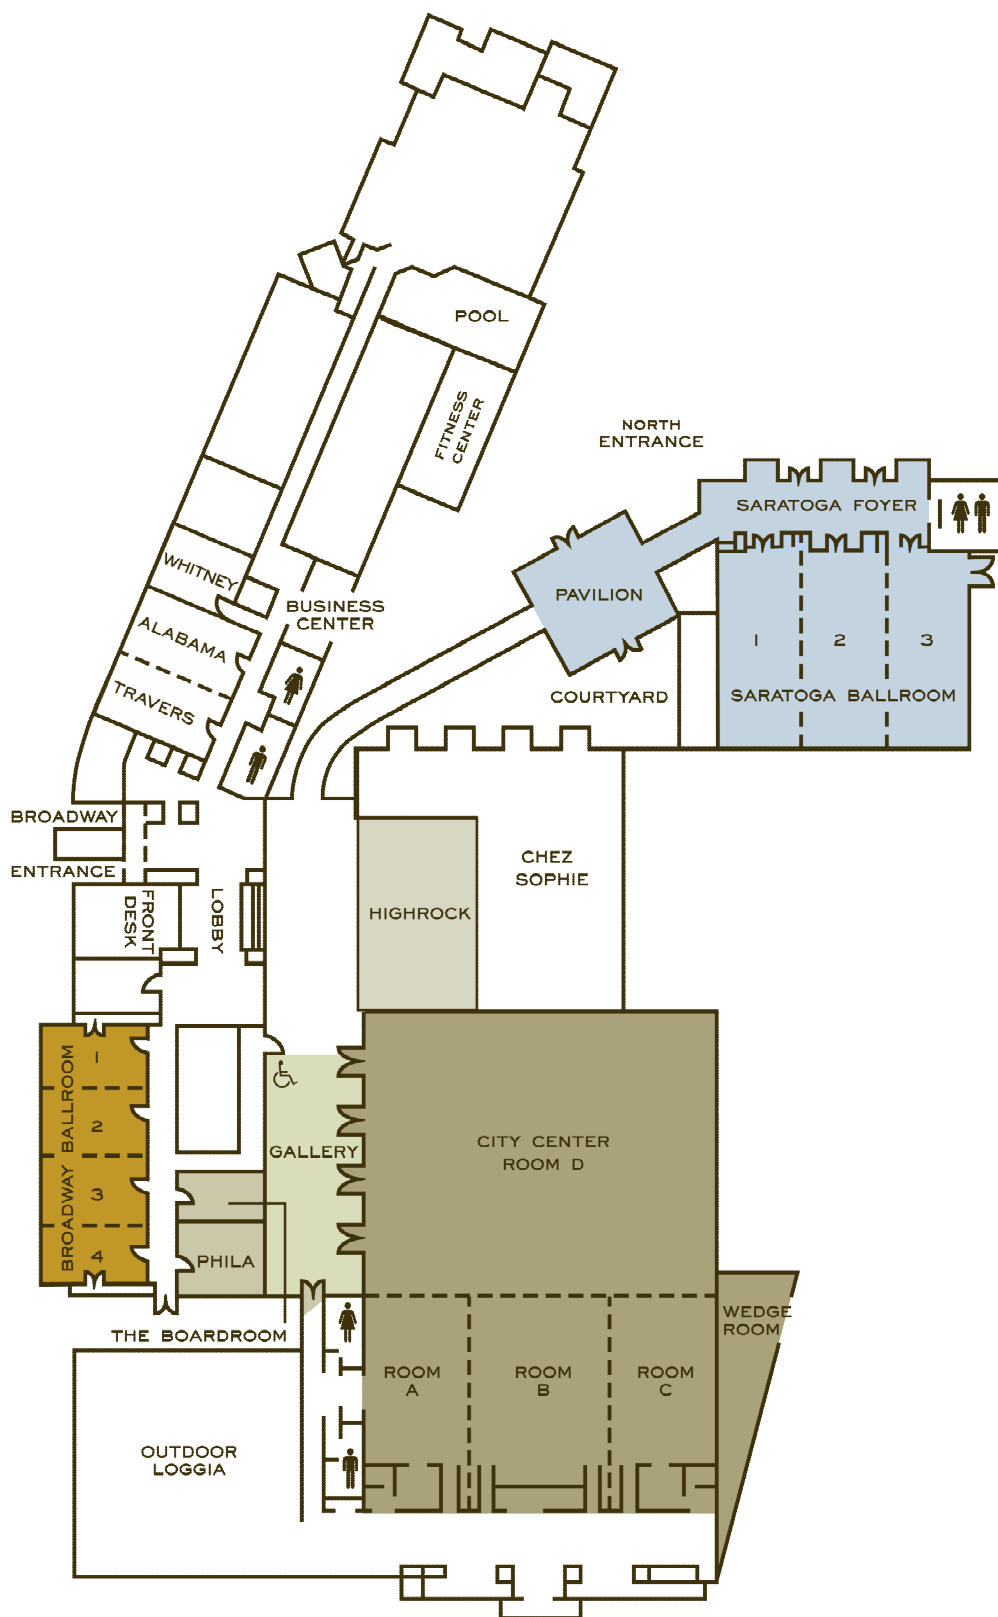 POOL
FITNESS
CENTER
NORTH
ENTRANCE
SARATOGA FOYER
WHITNEY
PAVILION
BUSINESS
CENTER
ALABAMA
1
2
3
TRAVERS
COURTYARD
SARATOGA BALLROOM
BROADWAY
ENTRANCE
CHEZ
SOPHIE
FRONT
DESK
LOBBY
HIGHROCK
BROADWAY BALLROOM
1
2
3
4
GALLERY
CITY CENTER
ROOM D
PHILA
THE BOARDROOM
WEDGE
ROOM
ROOM
A
ROOM
B
ROOM
C
OUTDOOR
LOGGIA